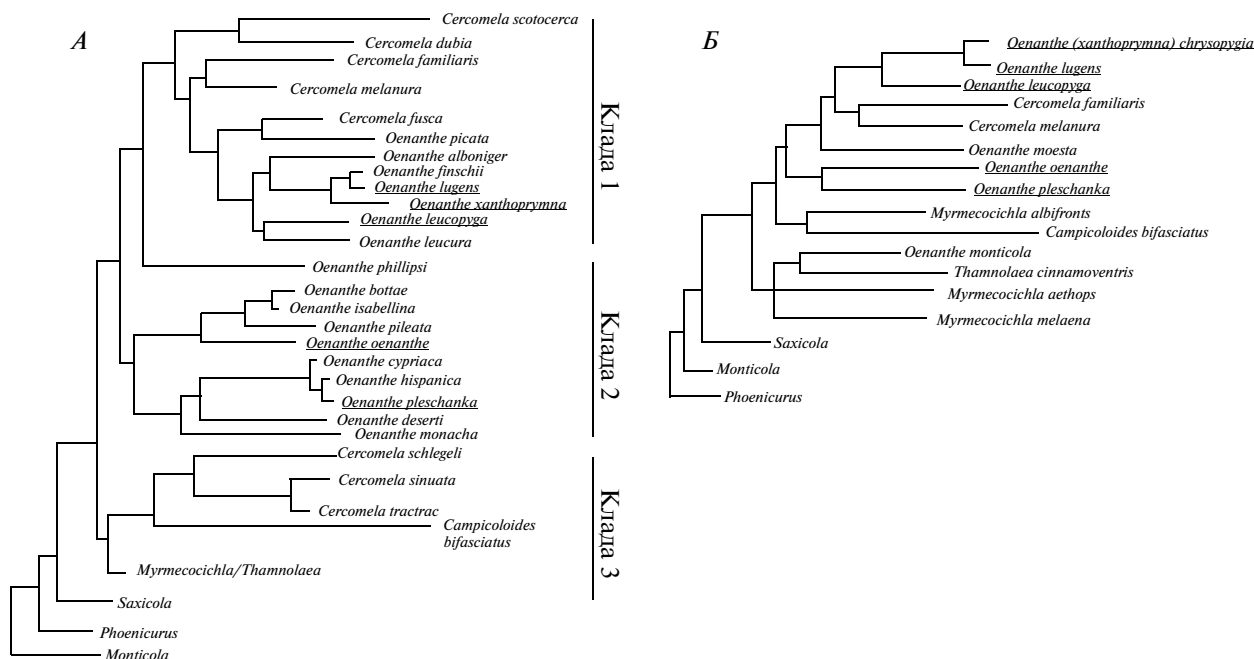 А
Cercomela scotocerca
Cercomela dubia
Cercomela familiaris
Cercomela melanura
Cercomela fusca
Oenanthe picata
Oenanthe alboniger
Oenanthe finschii
Oenanthe lugens
Oenanthe xanthoprymna
Oenanthe leucopyga
Oenanthe leucura
Oenanthe phillipsi
Oenanthe bottae
Oenanthe isabellina
Oenanthe pileata
Oenanthe oenanthe
Oenanthe cypriaca
Oenanthe hispanica
Oenanthe pleschanka
Oenanthe deserti
Oenanthe monacha
Cercomela schlegeli
Cercomela sinuata
Cercomela tractrac
Campicoloides
bifasciatus
Myrmecocichla/Thamnolaea
Saxicola
Phoenicurus
Monticola
Клада 1
Клада 2
Клада 3
Б
Oenanthe (xanthoprymna) chrysopygia
Oenanthe lugens
Oenanthe leucopyga
Cercomela familiaris
Cercomela melanura
Oenanthe moesta
Oenanthe oenanthe
Oenanthe pleschanka
Myrmecocichla albifronts
Campicoloides bifasciatus
Oenanthe monticola
Thamnolaea cinnamoventris
Myrmecocichla aethops
Myrmecocichla melaena
Saxicola
Monticola
Phoenicurus